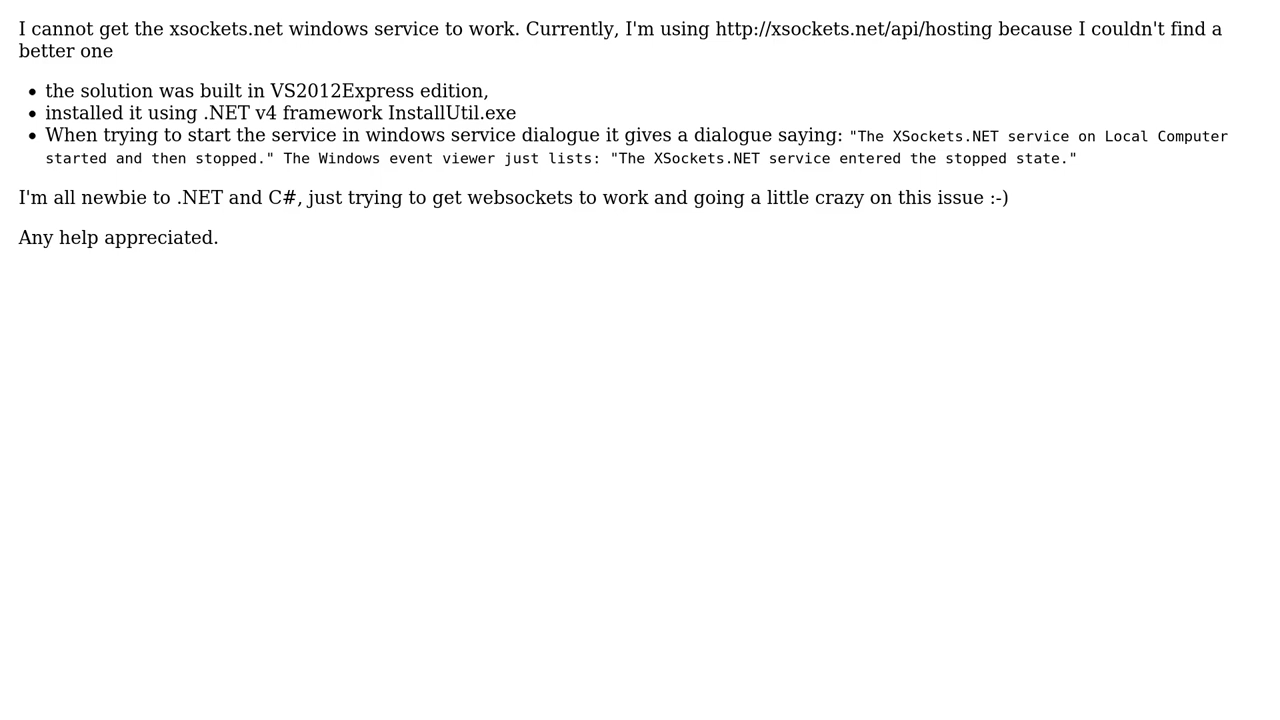 I cannot get the xsockets.net windows service to work. Currently, I'm using http://xsockets.net/api/hosting because I couldn't find a
better one
• the solution was built in VS2012Express edition,
• installed it using .NET v4 framework InstallUtil.exe
• When trying to start the service in windows service dialogue it gives a dialogue saying: "The XSockets.NET service on Local Computer
started and then stopped." The Windows event viewer just lists: "The XSockets.NET service entered the stopped state."
I'm all newbie to .NET and C#, just trying to get websockets to work and going a little crazy on this issue :-)
Any help appreciated.